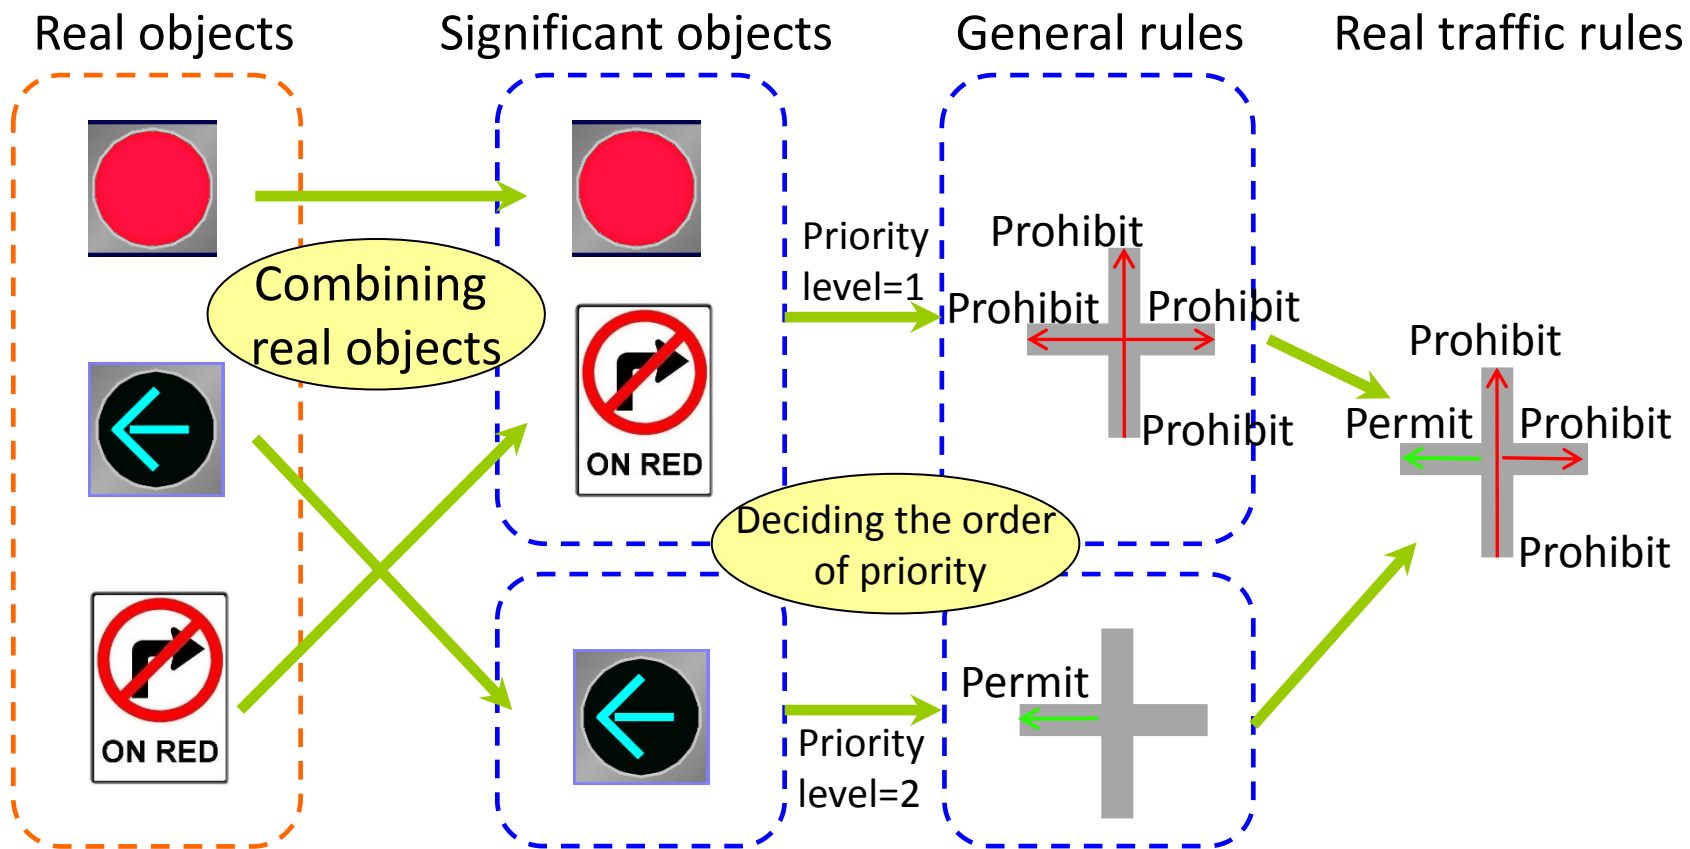 Real objects
Significant objects
General rules
Real traffic rules
Combining
real objects
ON RED
ON RED
Priority
level=1
Prohibit
Prohibit
Prohibit
Prohibit
Deciding the order
of priority
Priority
level=2
Permit
Prohibit
Permit
Prohibit
Prohibit